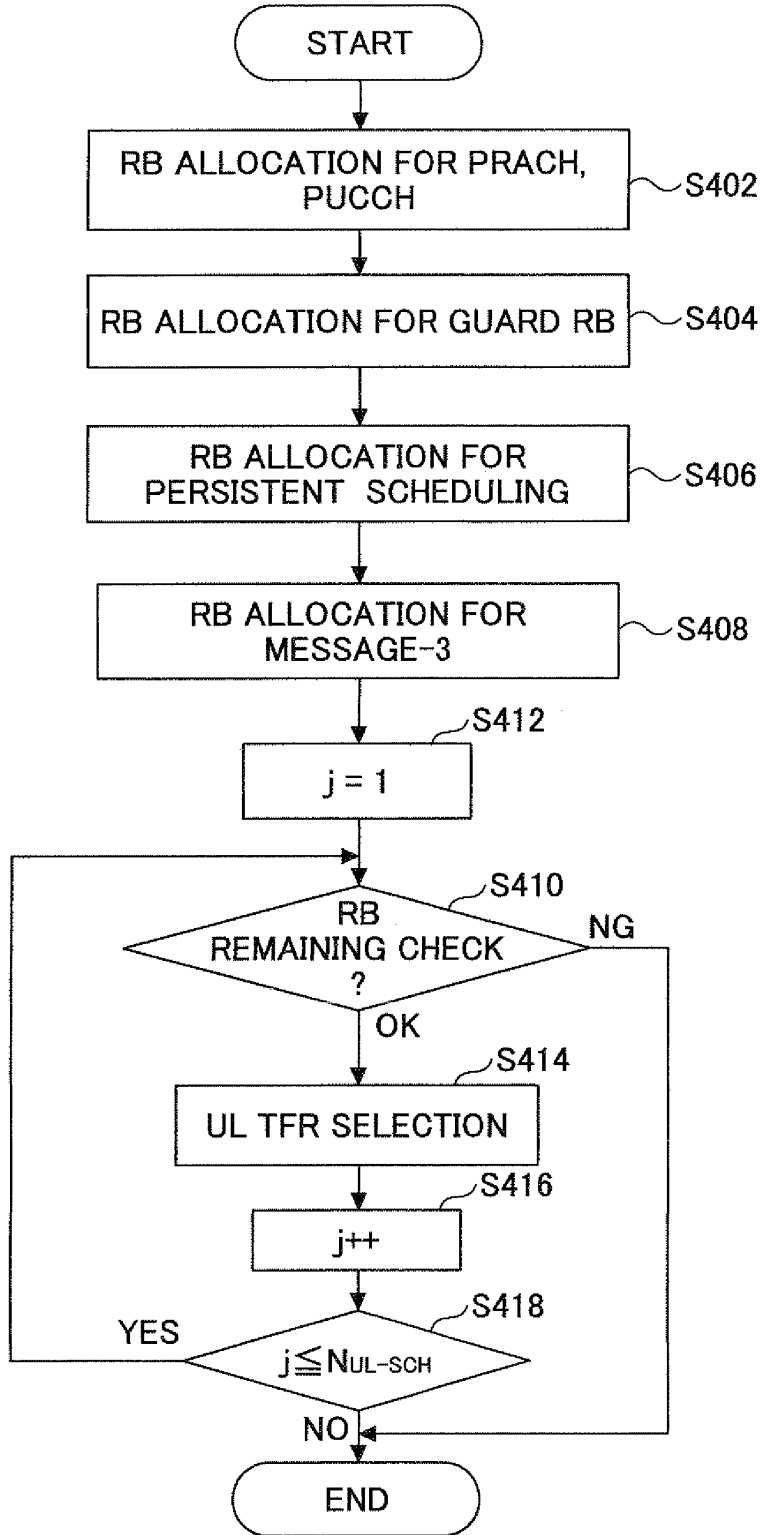 START
RB ALLOCATION FOR PRACH,
PUCCH
S402
RB ALLOCATION FOR GUARD RB
S404
RB ALLOCATION FOR
PERSISTENT SCHEDULING
S406
RB ALLOCATION FOR
MESSAGE-3
S408
S412
j = 1
S410
RB
REMAINING CHECK
?
NG
OK
S414
UL TFR SELECTION
S416
j++
S418
YES
j≦NUL-SCH
NO
END